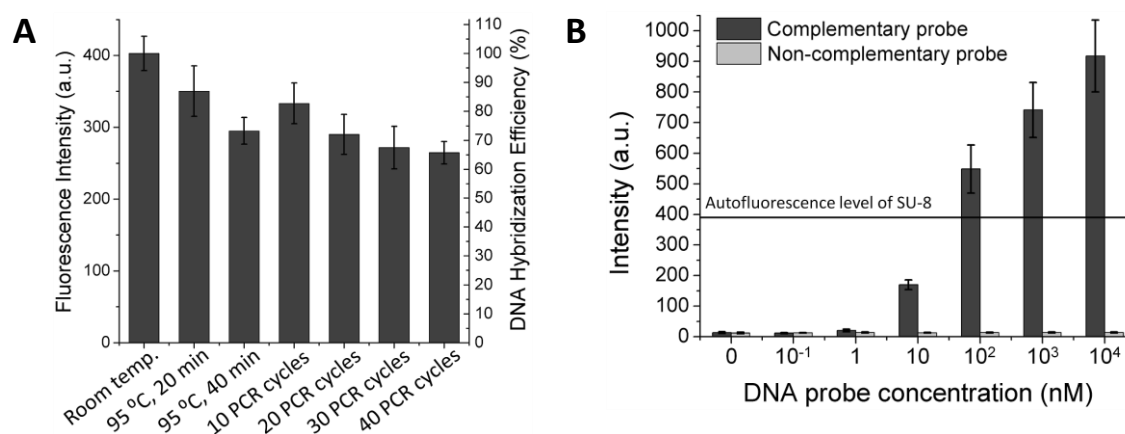 A
Fluorescence Intensity (a.u.)
400
300
200
100
0
110
100
90
80
70
60
50
40
30
20
10
0
DNA Hybridization Efficiency (%)
Room temp.
95 ºC, 20 min
95 ºC, 40 min
10 PCR cycles
20 PCR cycles
30 PCR cycles
40 PCR cycles
B
Complementary probe
Non-complementary probe
Autofluorescence level of SU-8
Intensity (a.u.)
1000
900
800
700
600
500
400
300
200
100
0
0 10⁻¹ 1 10 10² 10³ 10⁴
DNA probe concentration (nM)